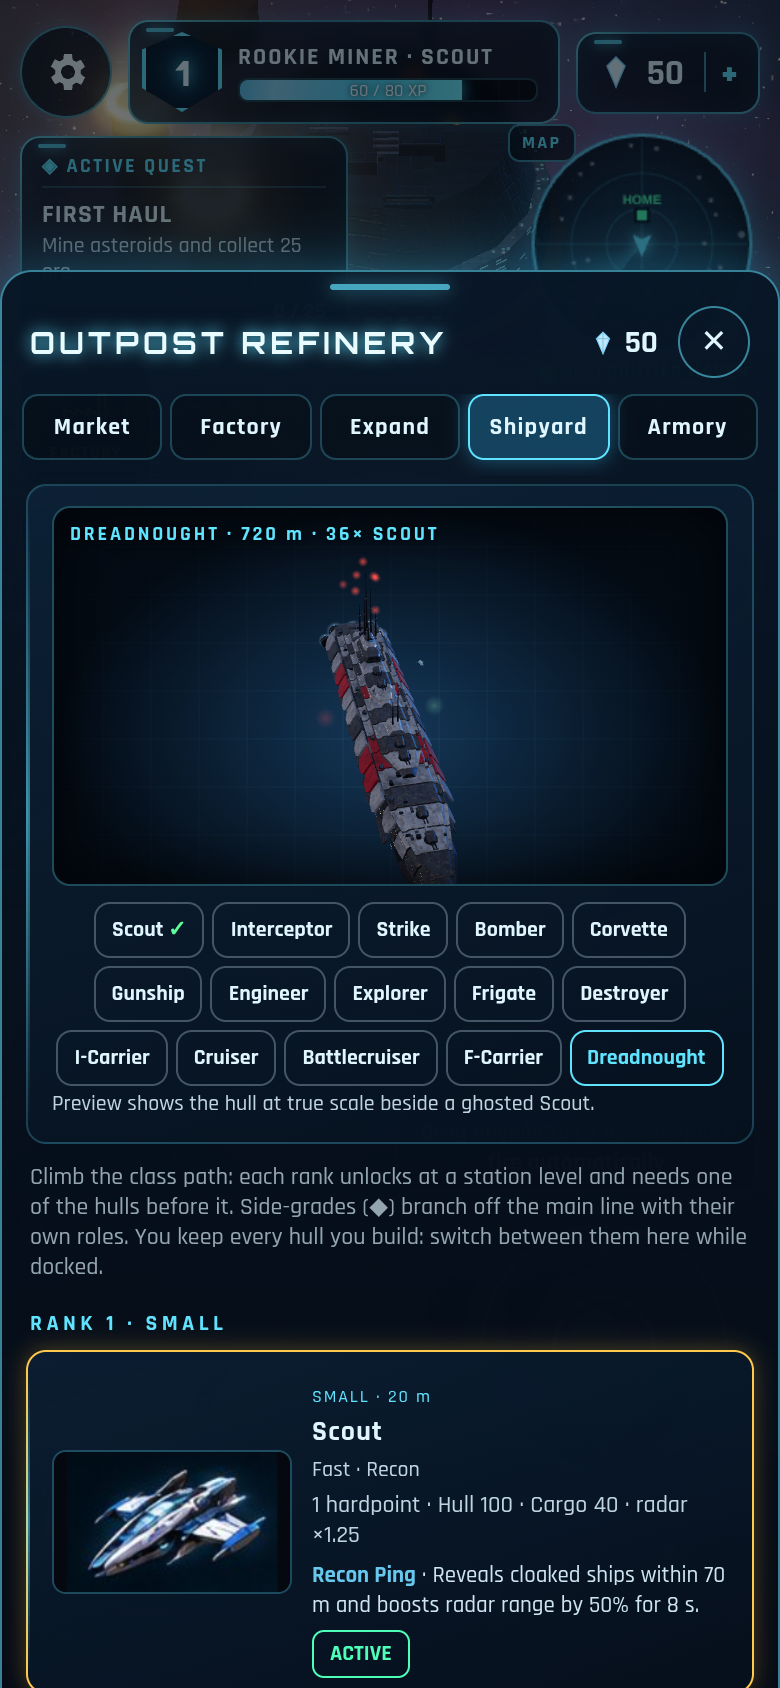 1
ROOKIE MINER · SCOUT
60 / 80 XP
50
+
◈ ACTIVE QUEST
FIRST HAUL
Mine asteroids and collect 25
ore
MAP
HOME
OUTPOST REFINERY
50
✕
Market
Factory
Expand
Shipyard
Armory
DREADNOUGHT · 720 m · 36× SCOUT
Scout ✓
Interceptor
Strike
Bomber
Corvette
Gunship
Engineer
Explorer
Frigate
Destroyer
I-Carrier
Cruiser
Battlecruiser
F-Carrier
Dreadnought
Preview shows the hull at true scale beside a ghosted Scout.
Climb the class path: each rank unlocks at a station level and needs one
of the hulls before it. Side-grades (◆) branch off the main line with their
own roles. You keep every hull you build: switch between them here while
docked.
RANK 1 · SMALL
SMALL · 20 m
Scout
Fast · Recon
1 hardpoint · Hull 100 · Cargo 40 · radar
×1.25
Recon Ping · Reveals cloaked ships within 70
m and boosts radar range by 50% for 8 s.
ACTIVE